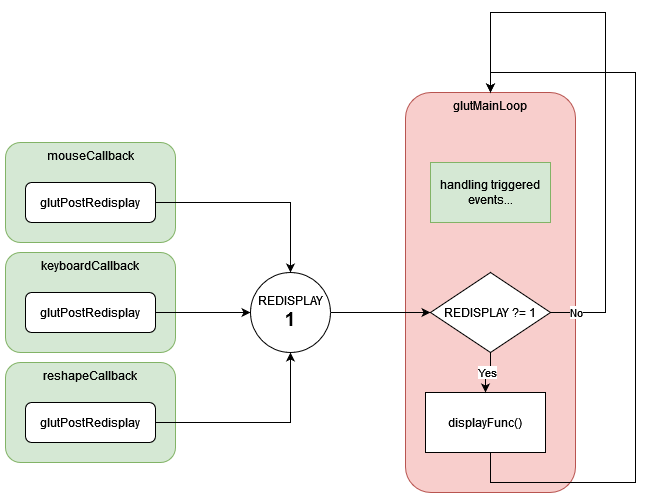 glutMainLoop
mouseCallback
glutPostRedisplay
handling triggered
events...
keyboardCallback
glutPostRedisplay
REDISPLAY
1
REDISPLAY ?= 1
No
reshapeCallback
glutPostRedisplay
Yes
displayFunc()